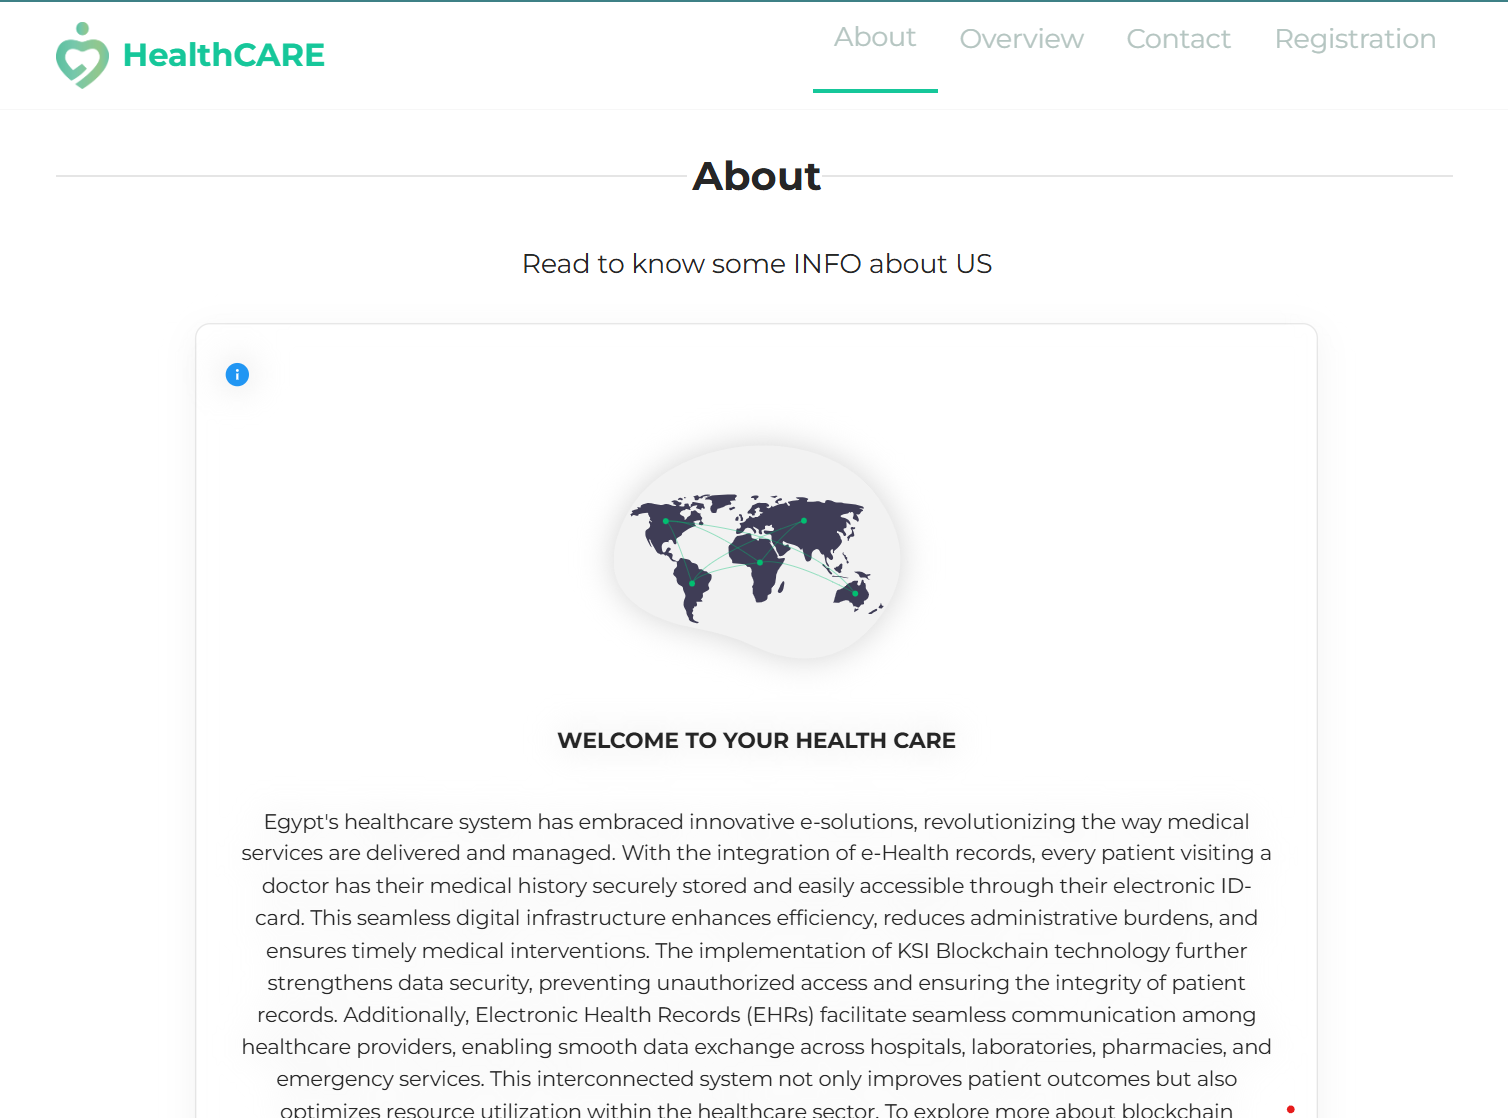 HealthCARE
About Overview Contact Registration
About
Read to know some INFO about US
WELCOME TO YOUR HEALTH CARE
Egypt's healthcare system has embraced innovative e-solutions, revolutionizing the way medical
services are delivered and managed. With the integration of e-Health records, every patient visiting a
doctor has their medical history securely stored and easily accessible through their electronic ID-
card. This seamless digital infrastructure enhances efficiency, reduces administrative burdens, and
ensures timely medical interventions. The implementation of KSI Blockchain technology further
strengthens data security, preventing unauthorized access and ensuring the integrity of patient
records. Additionally, Electronic Health Records (EHRs) facilitate seamless communication among
healthcare providers, enabling smooth data exchange across hospitals, laboratories, pharmacies, and
emergency services. This interconnected system not only improves patient outcomes but also
optimizes resource utilization within the healthcare sector. To explore more about blockchain